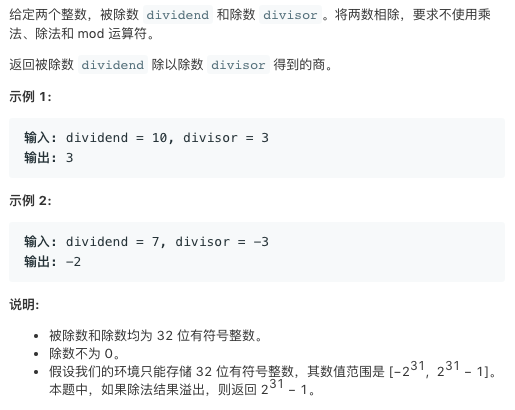 给定两个整数，被除数 dividend 和除数 divisor。将两数相除，要求不使用乘
法、除法和 mod 运算符。
返回被除数 dividend 除以除数 divisor 得到的商。
示例 1:
输入: dividend = 10, divisor = 3
输出: 3
示例 2:
输入: dividend = 7, divisor = -3
输出: -2
说明:
• 被除数和除数均为 32 位有符号整数。
• 除数不为 0。
• 假设我们的环境只能存储 32 位有符号整数，其数值范围是 [−2^31, 2^31 − 1]。
本题中，如果除法结果溢出，则返回 2^31 − 1。